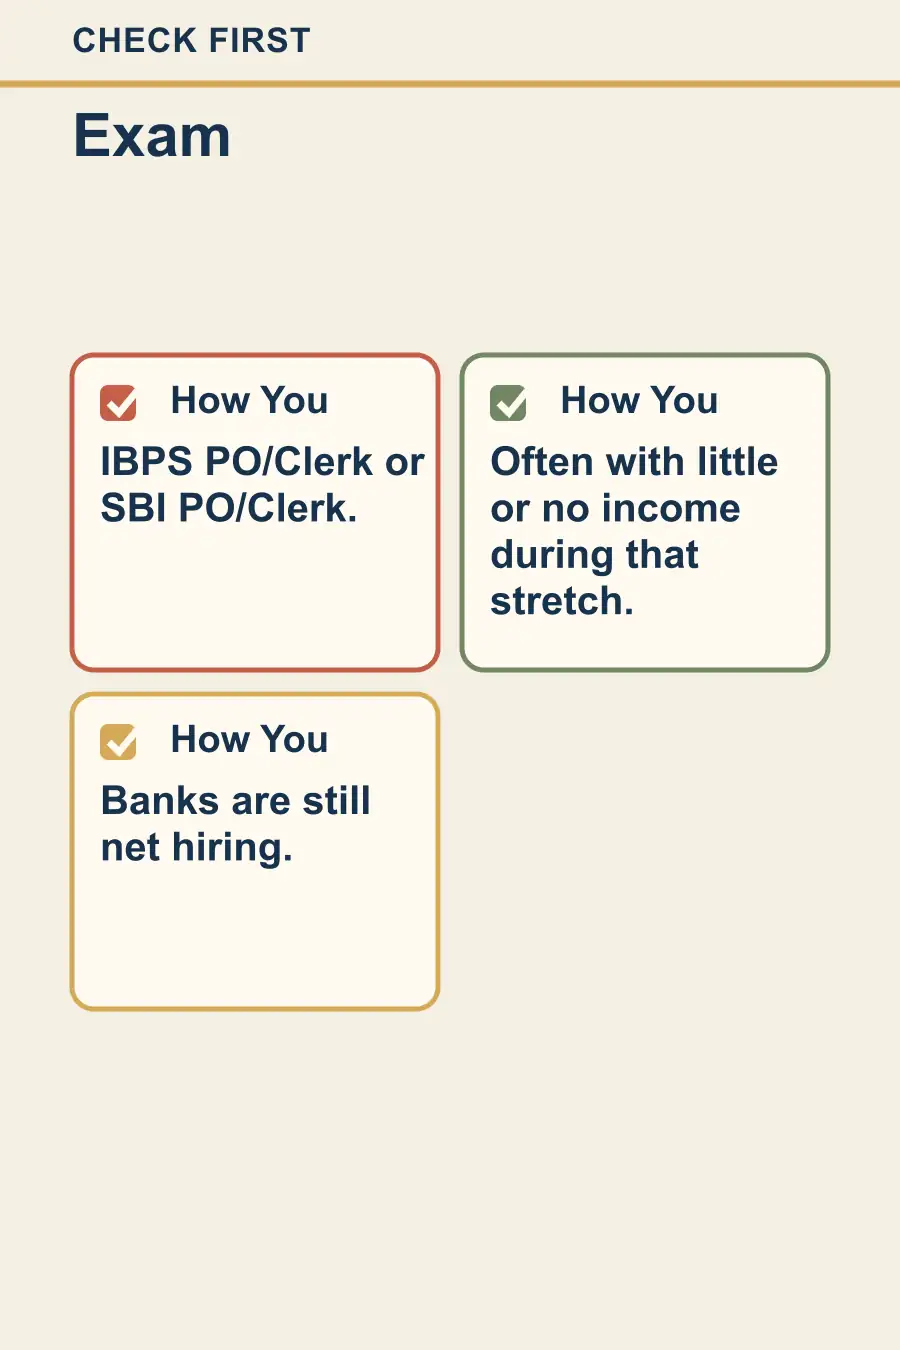 CHECK FIRST
Exam
How You
IBPS PO/Clerk or
SBI PO/Clerk.
How You
Often with little
or no income
during that
stretch.
How You
Banks are still
net hiring.